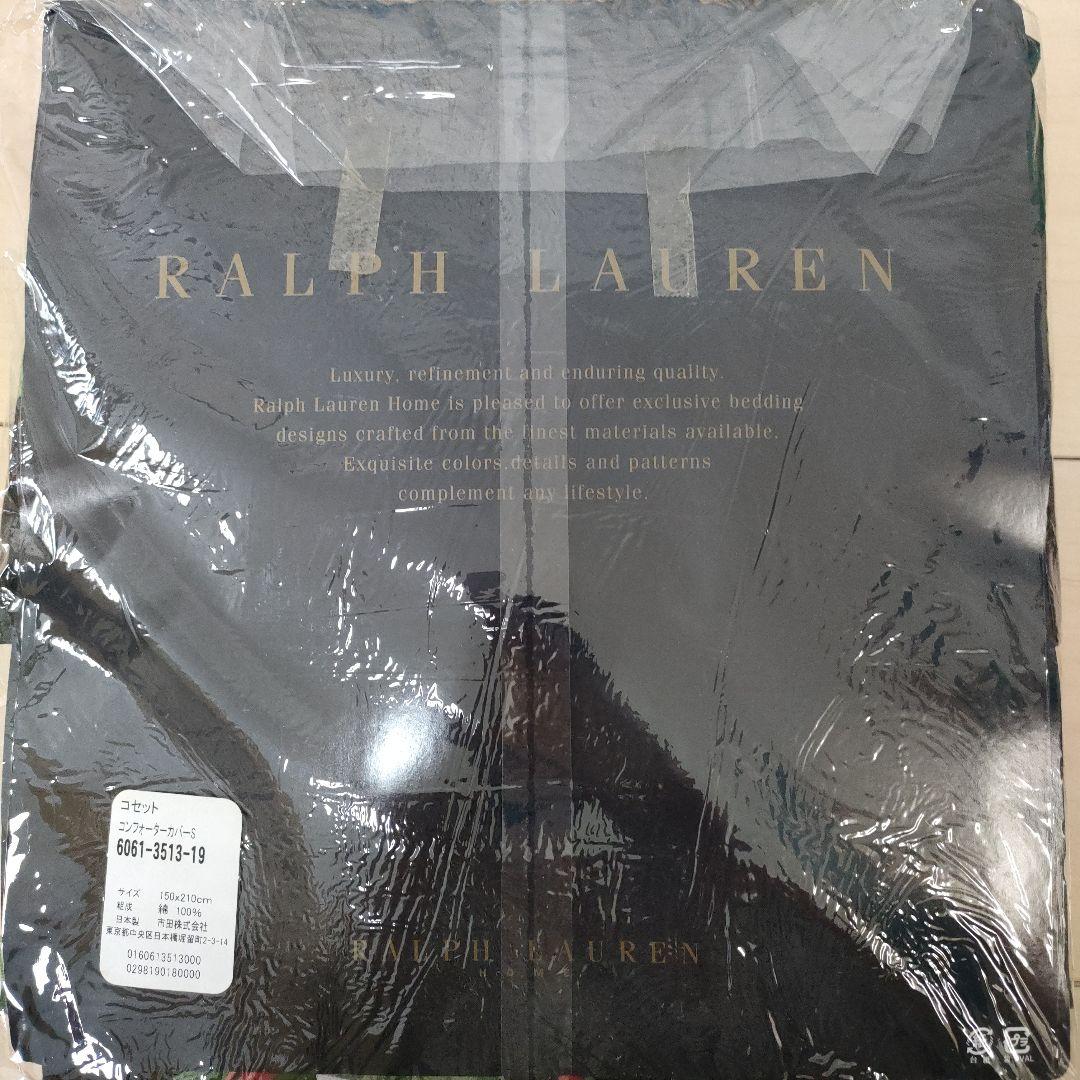 RALPH LAUREN
Luxury, refinement and enduring quality.
Ralph Lauren Home is pleased to offer exclusive bedding
designs crafted from the finest materials available.
Exquisite colors.details and patterns
complement any lifestyle.
コセット
コンフォーターカバーS
6061-3513-19
サイズ 150x210cm
組成 綿 100%
日本製 市田株式会社
東京都中央区日本橋堀留町2-3-14
0160613513000
0298190180000
RALPH LAUREN
HOME
プラ